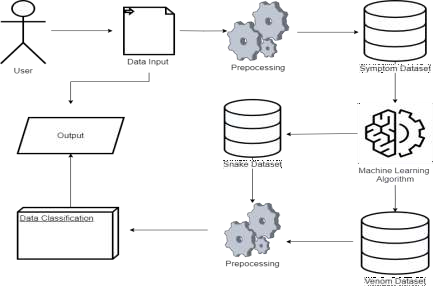 User
Data Input
Prepocessing
Symptom Dataset
Output
Snake Dataset
Machine Learning
Algorithm
Data Classification
Prepocessing
Venom Dataset